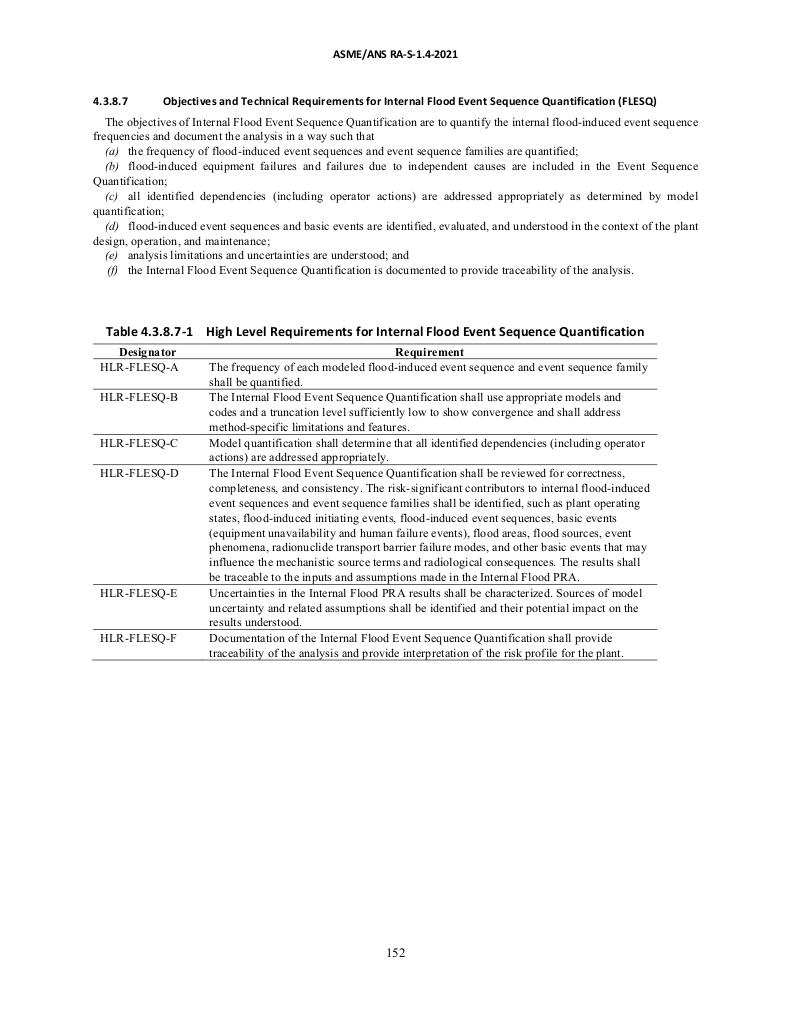 ASME/ANS RA-S-1.4-2021
4.3.8.7 Objectives and Technical Requirements for Internal Flood Event Sequence Quantification (FLESQ)
The objectives of Internal Flood Event Sequence Quantification are to quantify the internal flood-induced event sequence
frequencies and document the analysis in a way such that
(a) the frequency of flood-induced event sequences and event sequence families are quantified;
(b) flood-induced equipment failures and failures due to independent causes are included in the Event Sequence
Quantification;
(c) all identified dependencies (including operator actions) are addressed appropriately as determined by model
quantification;
(d) flood-induced event sequences and basic events are identified, evaluated, and understood in the context of the plant
design, operation, and maintenance;
(e) analysis limitations and uncertainties are understood; and
(f) the Internal Flood Event Sequence Quantification is documented to provide traceability of the analysis.
Table 4.3.8.7-1 High Level Requirements for Internal Flood Event Sequence Quantification
Designator Requirement
HLR-FLESQ-A The frequency of each modeled flood-induced event sequence and event sequence family
shall be quantified.
HLR-FLESQ-B The Internal Flood Event Sequence Quantification shall use appropriate models and
codes and a truncation level sufficiently low to show convergence and shall address
method-specific limitations and features.
HLR-FLESQ-C Model quantification shall determine that all identified dependencies (including operator
actions) are addressed appropriately.
HLR-FLESQ-D The Internal Flood Event Sequence Quantification shall be reviewed for correctness,
completeness, and consistency. The risk-significant contributors to internal flood-induced
event sequences and event sequence families shall be identified, such as plant operating
states, flood-induced initiating events, flood-induced event sequences, basic events
(equipment unavailability and human failure events), flood areas, flood sources, event
phenomena, radionuclide transport barrier failure modes, and other basic events that may
influence the mechanistic source terms and radiological consequences. The results shall
be traceable to the inputs and assumptions made in the Internal Flood PRA.
HLR-FLESQ-E Uncertainties in the Internal Flood PRA results shall be characterized. Sources of model
uncertainty and related assumptions shall be identified and their potential impact on the
results understood.
HLR-FLESQ-F Documentation of the Internal Flood Event Sequence Quantification shall provide
traceability of the analysis and provide interpretation of the risk profile for the plant.
152